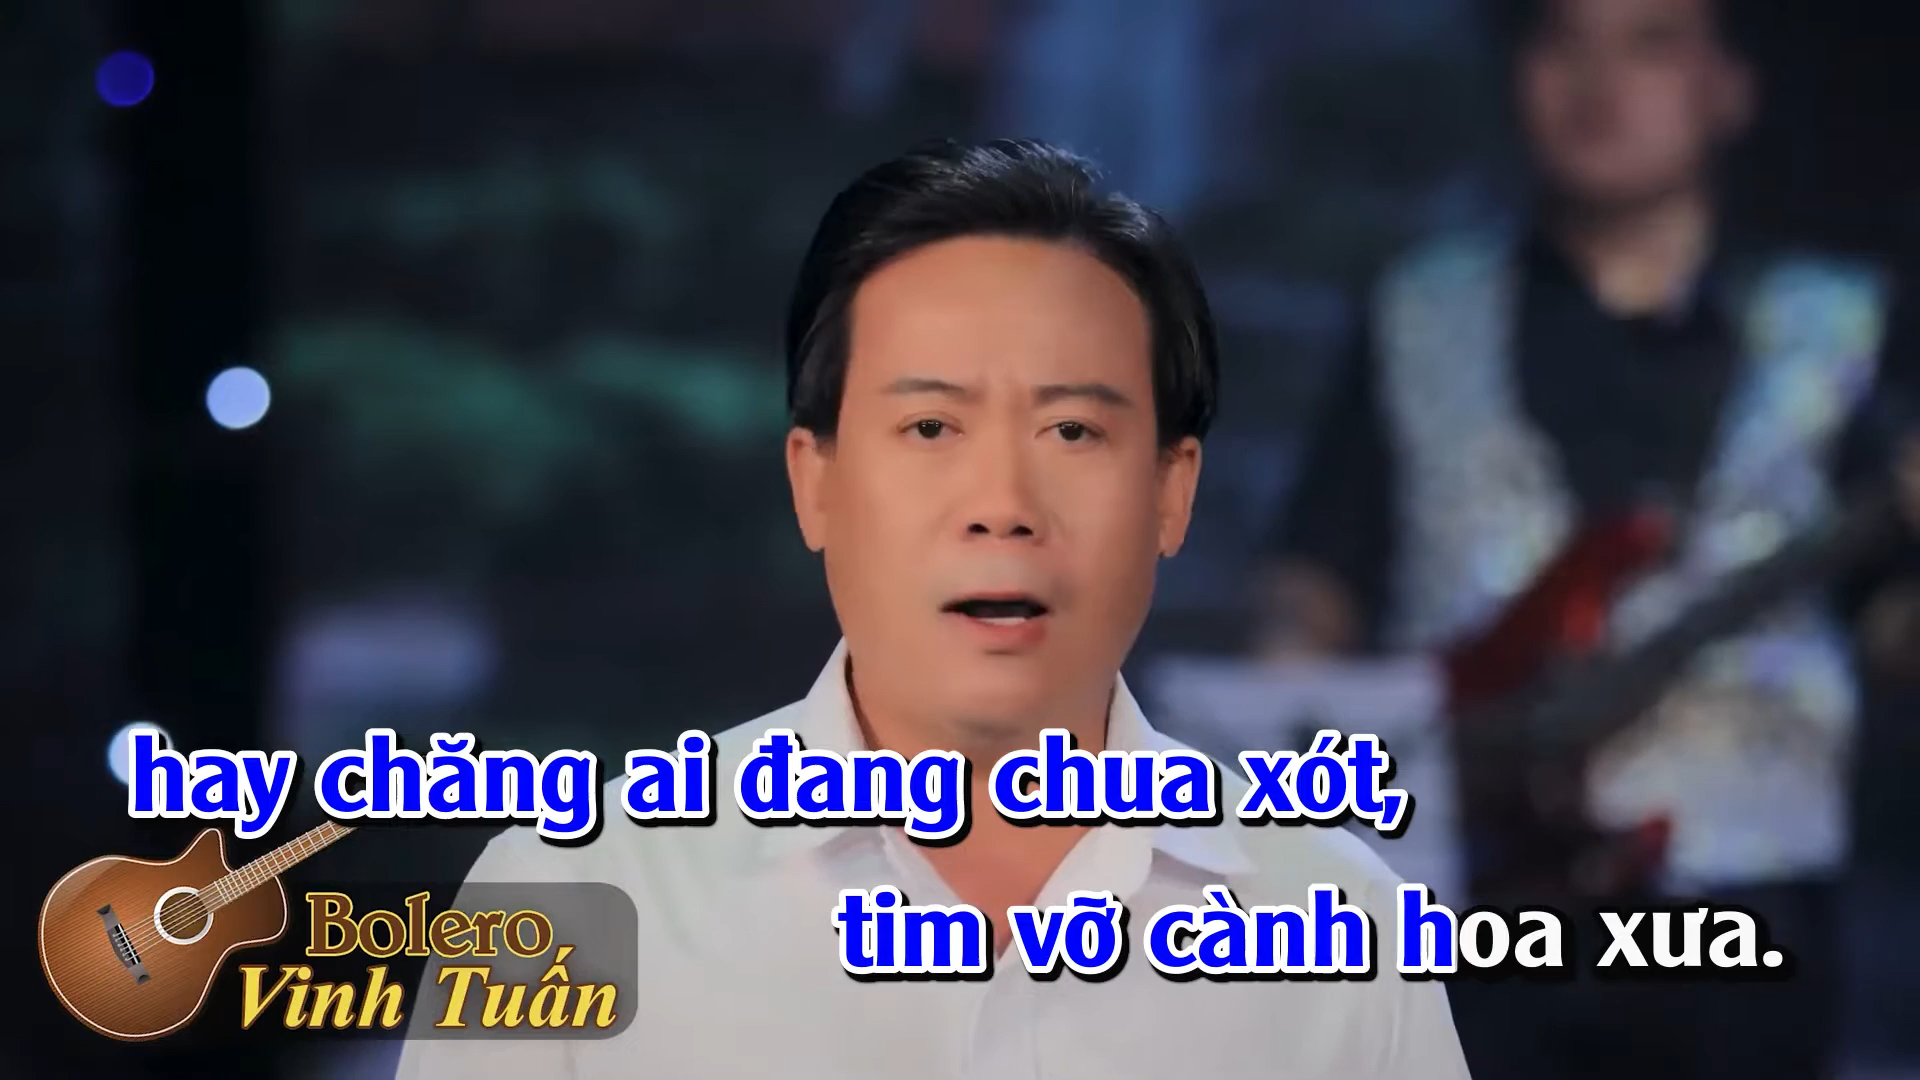 hay chăng ai đang chua xót,
tim vỡ cành hoa xưa.
Bolero
Vinh Tuấn